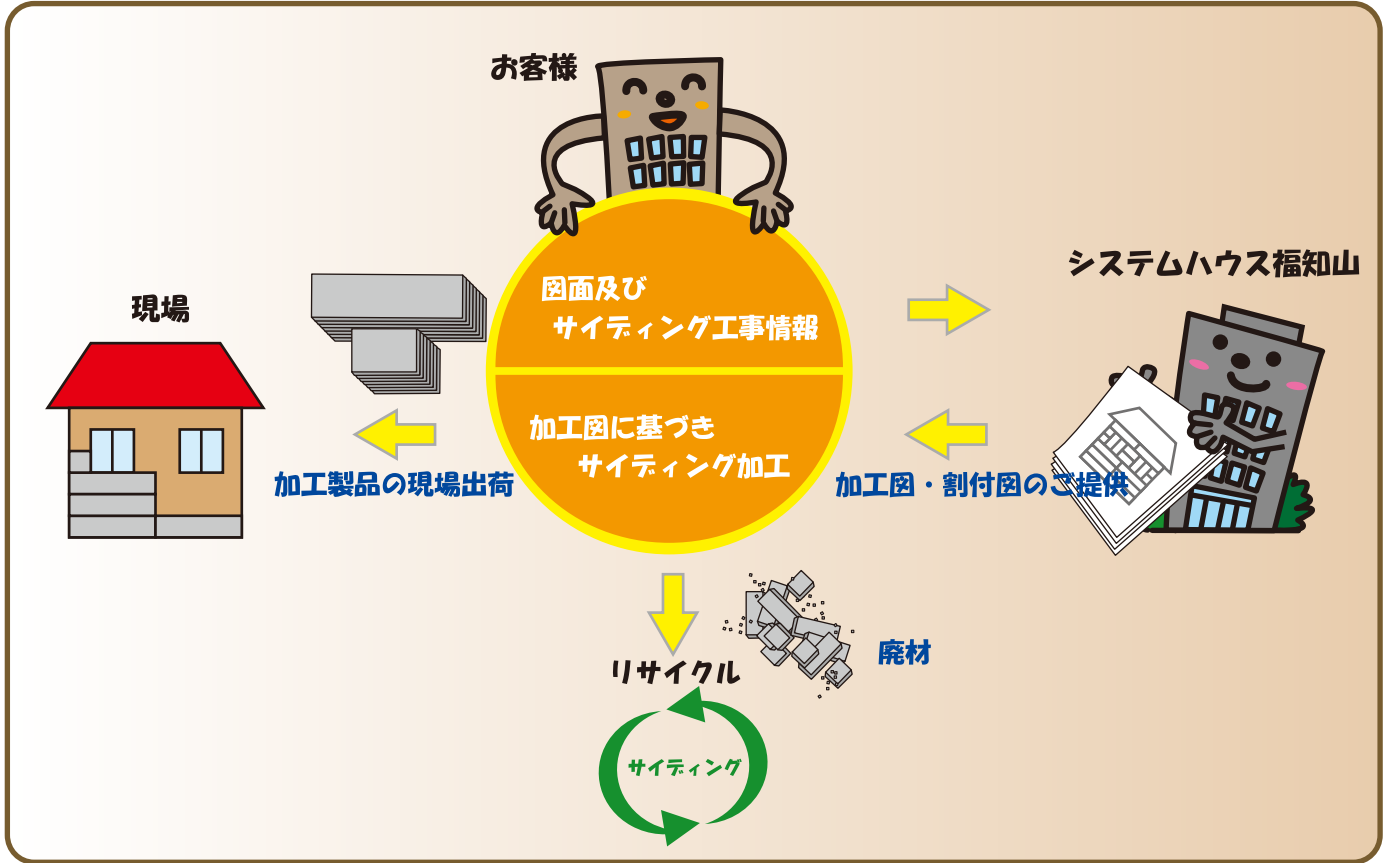 お客様
システムハウス福知山
現場
図面及び
サイディング工事情報
加工図に基づき
サイディング加工
加工製品の現場出荷
加工図・割付図のご提供
廃材
リサイクル
サイディング